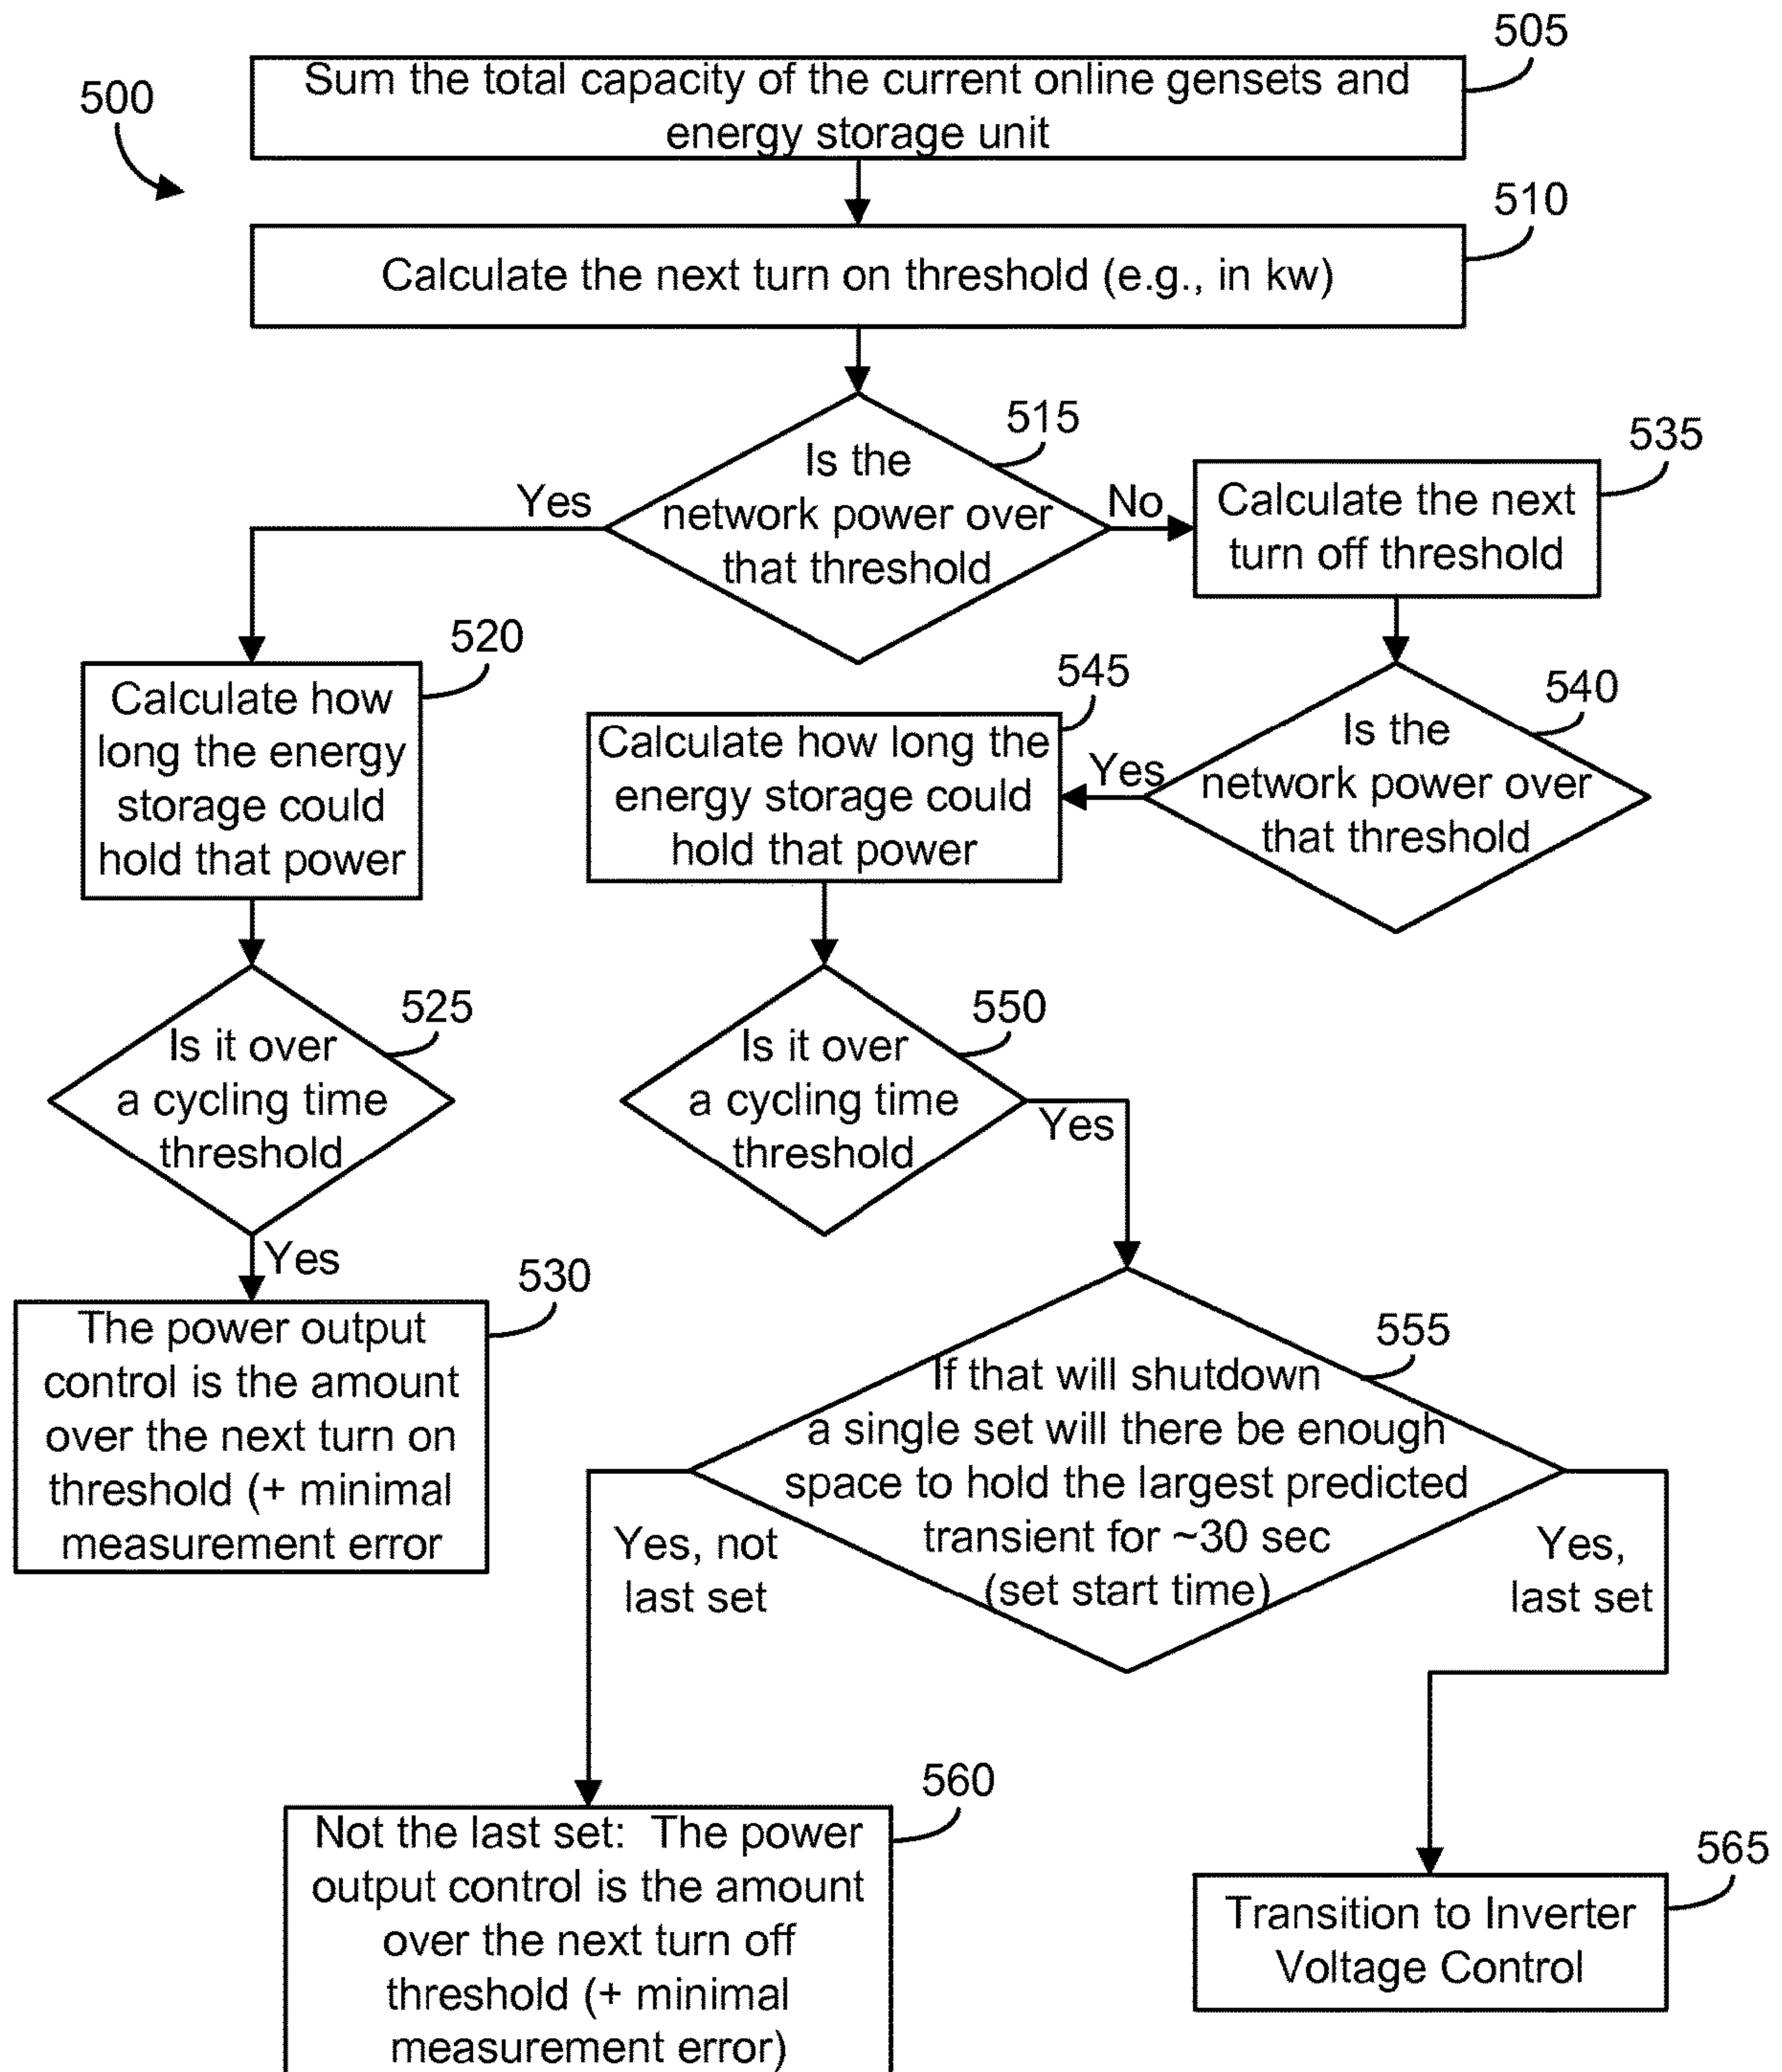 505
Sum the total capacity of the current online gensets and
energy storage unit
500
510
Calculate the next turn on threshold (e.g., in kw)
515
Is the
network power over
that threshold
Yes
No
535
Calculate the next
turn off threshold
520
Calculate how
long the energy
storage could
hold that power
545
Calculate how long the
energy storage could
hold that power
Yes
540
Is the
network power over
that threshold
525
Is it over
a cycling time
threshold
Yes
550
Is it over
a cycling time
threshold
Yes
530
The power output
control is the amount
over the next turn on
threshold (+ minimal
measurement error
555
If that will shutdown
a single set will there be enough
space to hold the largest predicted
transient for ~30 sec
(set start time)
Yes, not
last set
Yes,
last set
560
Not the last set: The power
output control is the amount
over the next turn off
threshold (+ minimal
measurement error)
565
Transition to Inverter
Voltage Control